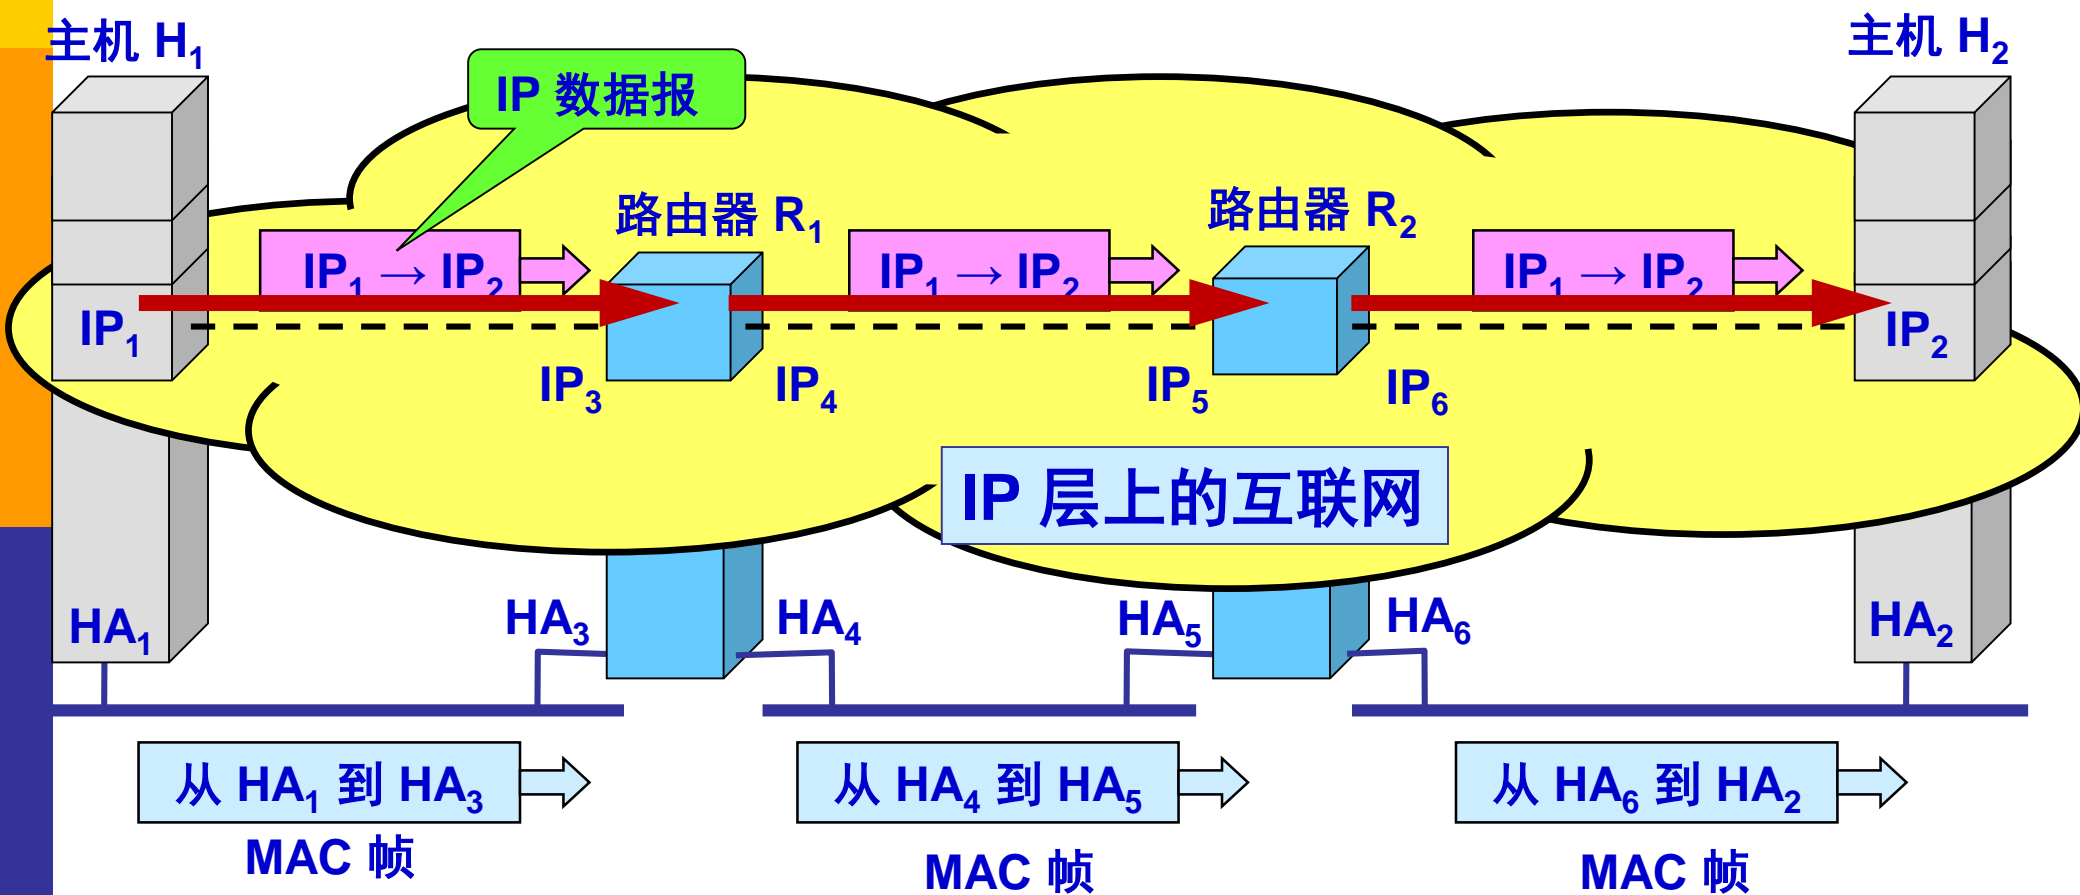 主机 H₁
主机 H₂
IP 数据报
路由器 R₁
路由器 R₂
IP₁ → IP₂
IP₁ → IP₂
IP₁ → IP₂
IP₁
IP₂
IP₃
IP₄
IP₅
IP₆
IP 层上的互联网
HA₁
HA₃
HA₄
HA₅
HA₆
HA₂
从 HA₁ 到 HA₃
从 HA₄ 到 HA₅
从 HA₆ 到 HA₂
MAC 帧
MAC 帧
MAC 帧